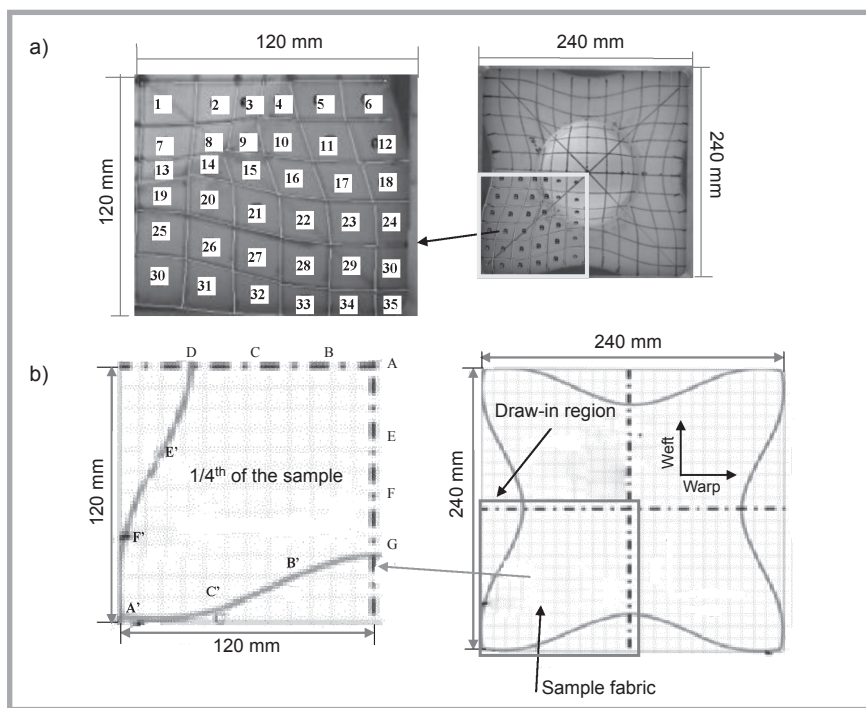 a)
120 mm
240 mm
120 mm
1 2 3 4 5 6
7 8 9 10 11 12
13 14 15 16 17 18
19 20 21 22 23 24
25 26 27 28 29 30
30 31 32 33 34 35
240 mm
b)
D C B A
120 mm
E' E
1/4th of the sample
F' F
G
B'
C'
A'
C'
120 mm
240 mm
240 mm
Draw-in region
Weft
Warp
Sample fabric